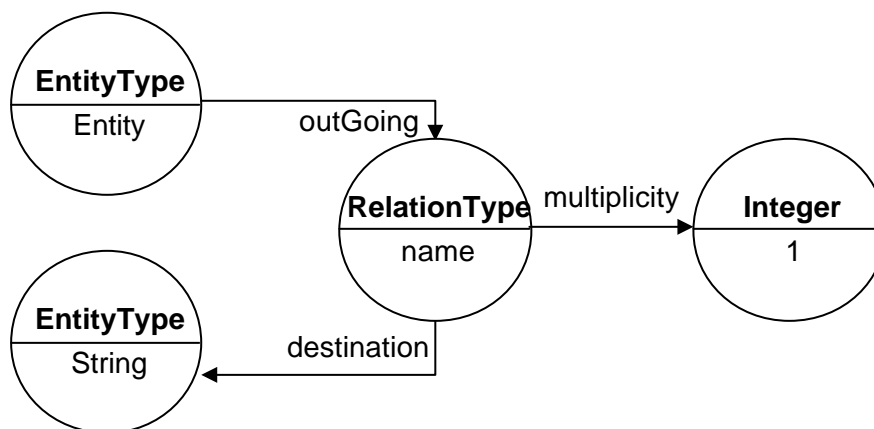 EntityType
Entity
outGoing
RelationType
name
multiplicity
Integer
1
EntityType
String
destination